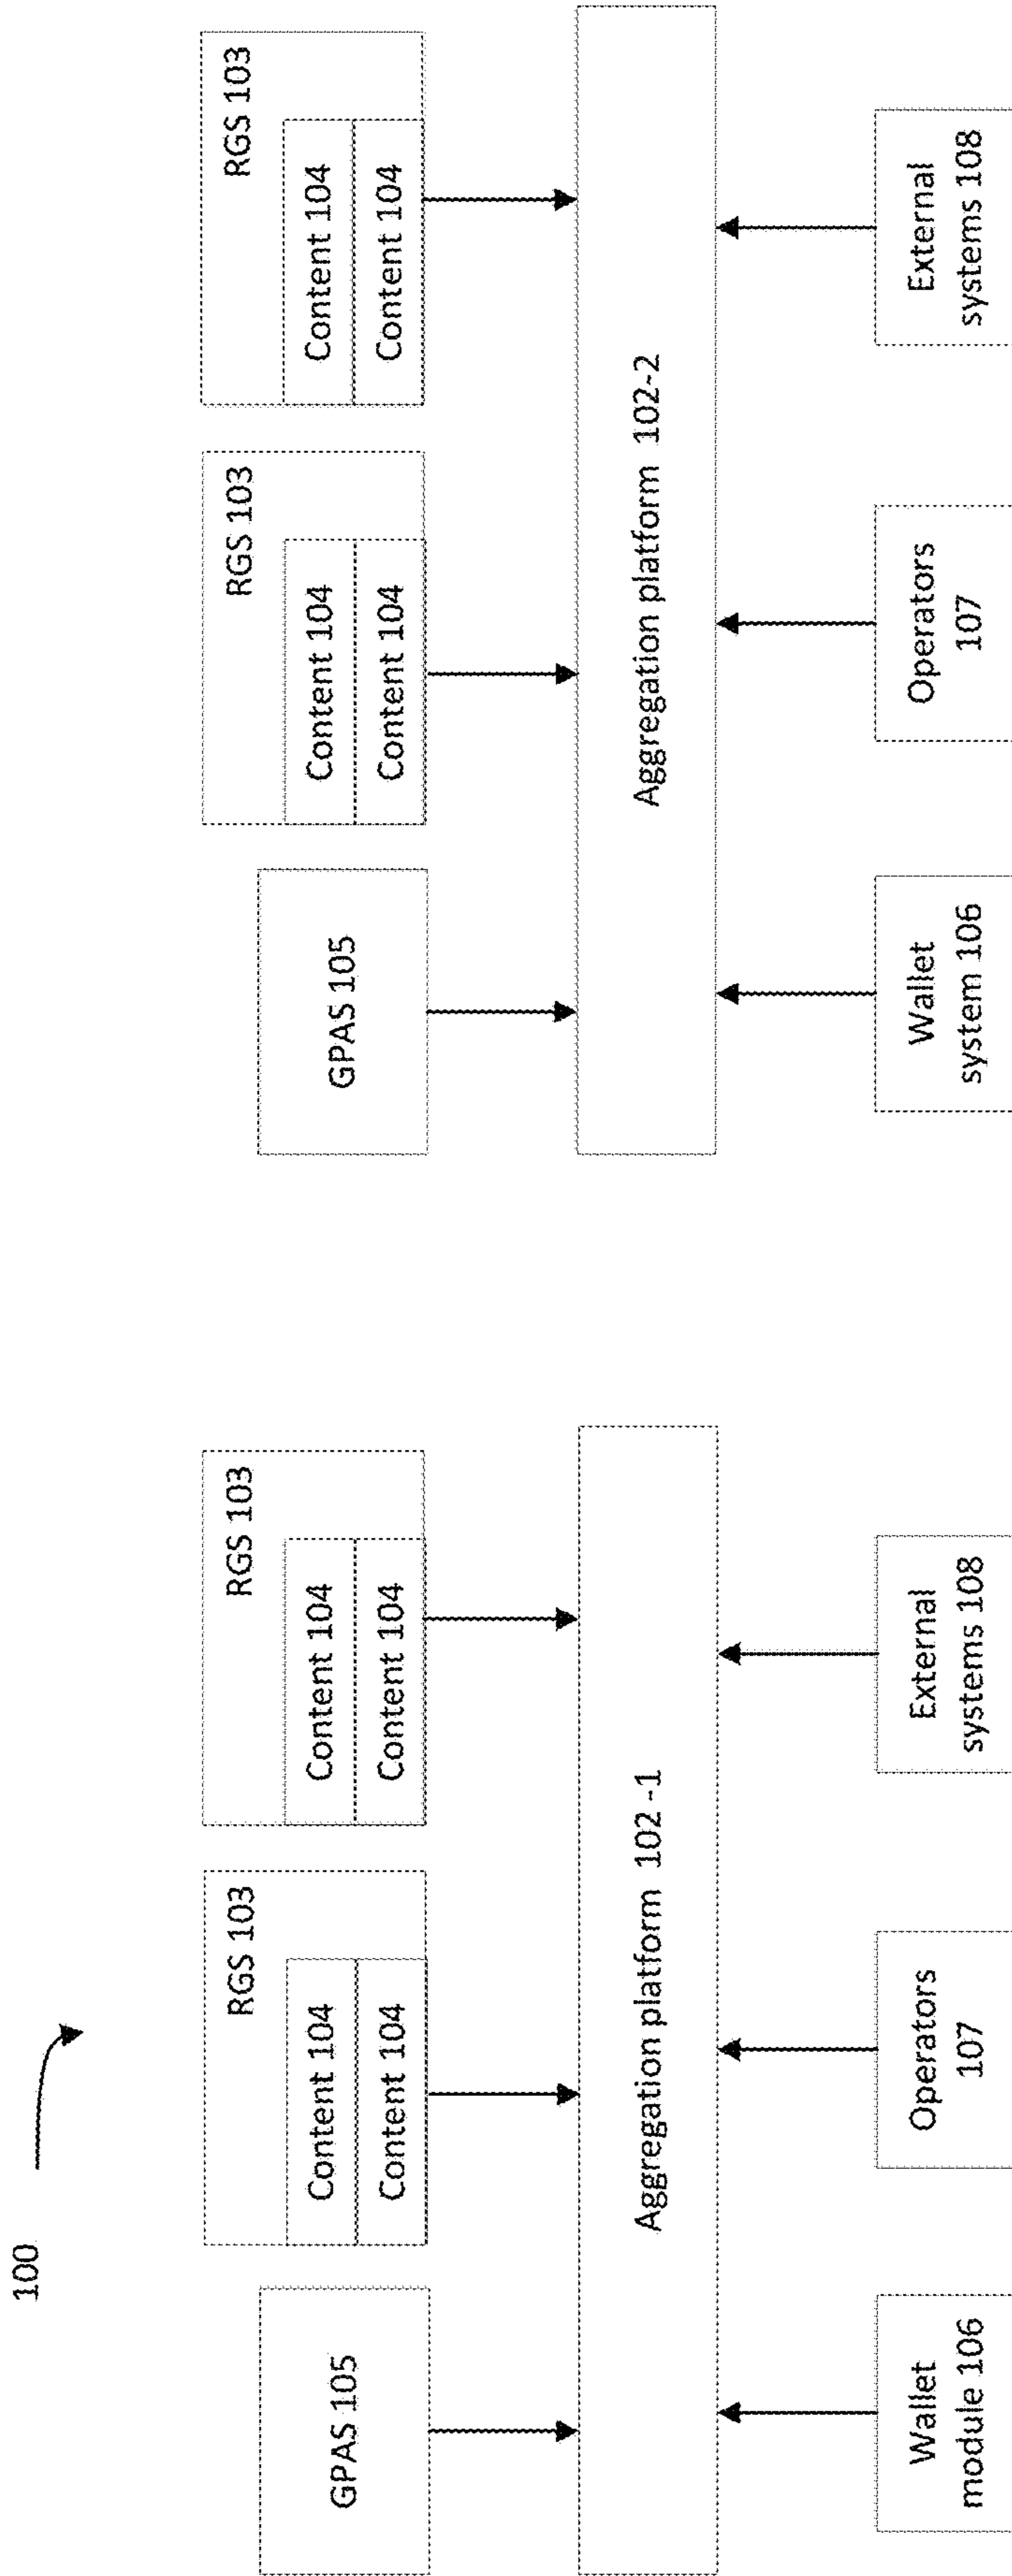 100
GPAS 105
RGS 103
Content 104
Content 104
RGS 103
Content 104
Content 104
Aggregation platform 102 -1
Wallet
module 106
Operators
107
External
systems 108
GPAS 105
RGS 103
Content 104
Content 104
RGS 103
Content 104
Content 104
Aggregation platform 102-2
Wallet
system 106
Operators
107
External
systems 108